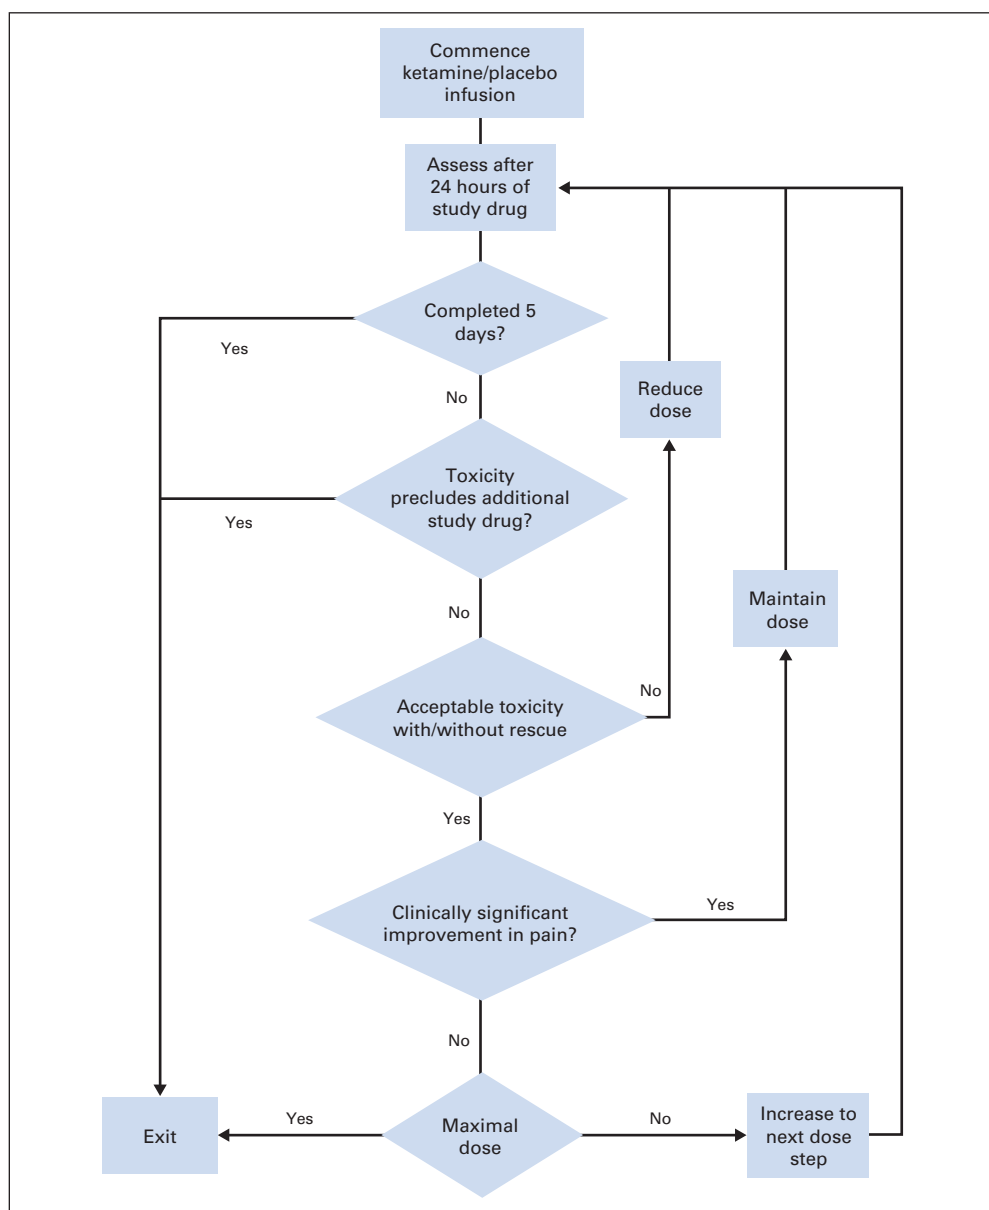 Commence
ketamine/placebo
infusion
Assess after
24 hours of
study drug
Completed 5
days?
Yes
No
Reduce
dose
Toxicity
precludes additional
study drug?
Yes
No
Maintain
dose
Acceptable toxicity
with/without rescue
No
Yes
Clinically significant
improvement in pain?
Yes
No
Maximal
dose
Yes
No
Exit
Increase to
next dose
step